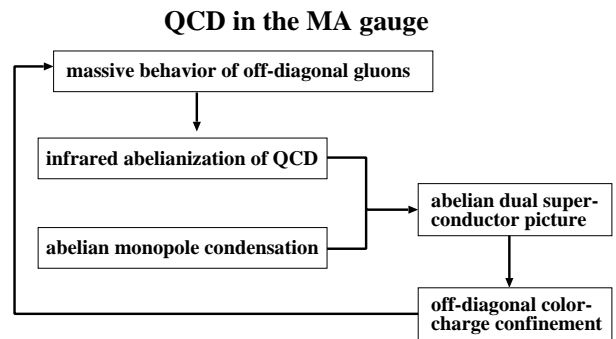 QCD in the MA gauge
massive behavior of off-diagonal gluons
infrared abelianization of QCD
abelian monopole condensation
abelian dual super-
conductor picture
off-diagonal color-
charge confinement